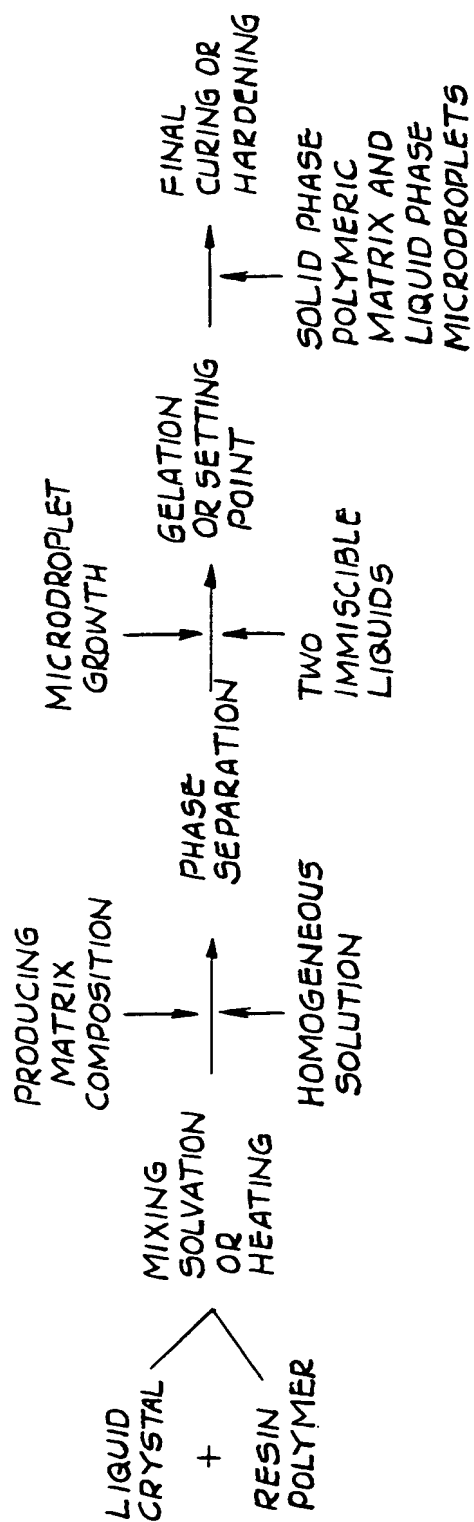 LIQUID
CRYSTAL
+
RESIN
POLYMER
MIXING
SOLVATION
OR
HEATING
PRODUCING
MATRIX
COMPOSITION
HOMOGENEOUS
SOLUTION
PHASE
SEPARATION
MICRODROPLET
GROWTH
TWO
IMMISCIBLE
LIQUIDS
GELATION
OR SETTING
POINT
SOLID PHASE
POLYMERIC
MATRIX AND
LIQUID PHASE
MICRODROPLETS
FINAL
CURING OR
HARDENING